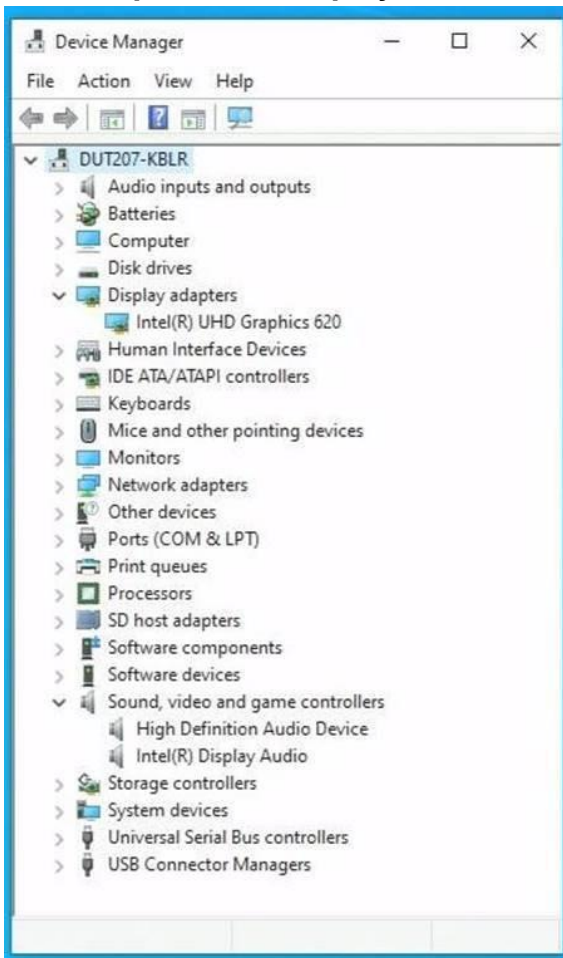 Device Manager
File Action View Help
DUT207-KBLR
Audio inputs and outputs
Batteries
Computer
Disk drives
Display adapters
Intel(R) UHD Graphics 620
Human Interface Devices
IDE ATA/ATAPI controllers
Keyboards
Mice and other pointing devices
Monitors
Network adapters
Other devices
Ports (COM & LPT)
Print queues
Processors
SD host adapters
Software components
Software devices
Sound, video and game controllers
High Definition Audio Device
Intel(R) Display Audio
Storage controllers
System devices
Universal Serial Bus controllers
USB Connector Managers